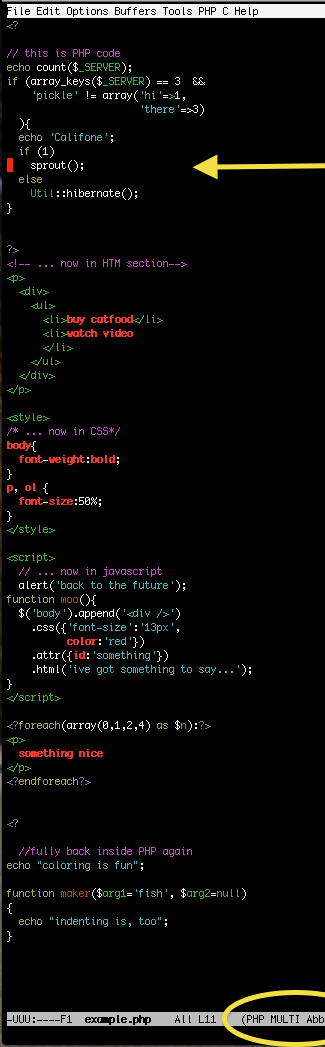 File Edit Options Buffers Tools PHP C Help
<?
// this is PHP code
echo count($_SERVER);
if (array_keys($_SERVER) == 3  &&
    'pickle' != array('hi'=>1,
                      'there'=>3)
  ){
  echo 'Califone';
  if (1)
    sprout();
  else
    Util::hibernate();
}
?>
<!-- ... now in HTM section-->
<p>
  <div>
    <ul>
      <li>buy catfood</li>
      <li>watch video
      </li>
    </ul>
  </div>
</p>
<style>
/* ... now in CSS*/
body{
  font-weight:bold;
}
p, ol {
  font-size:50%;
}
</style>
<script>
  // ... now in javascript
  alert('back to the future');
function moo(){
  $('body').append('<div />')
    .css({'font-size':'13px',
          color:'red'})
    .attr({id:'something'})
    .html('ive got something to say...');
}
</script>
<?foreach(array(0,1,2,4) as $n):?>
<p>
  something nice
</p>
<?endforeach?>
<?
  //fully back inside PHP again
echo "coloring is fun";
function maker($arg1='fish', $arg2=null)
{
  echo "indenting is, too";
}
-UUU:----F1  example.php    All L11    (PHP MULTI Abb